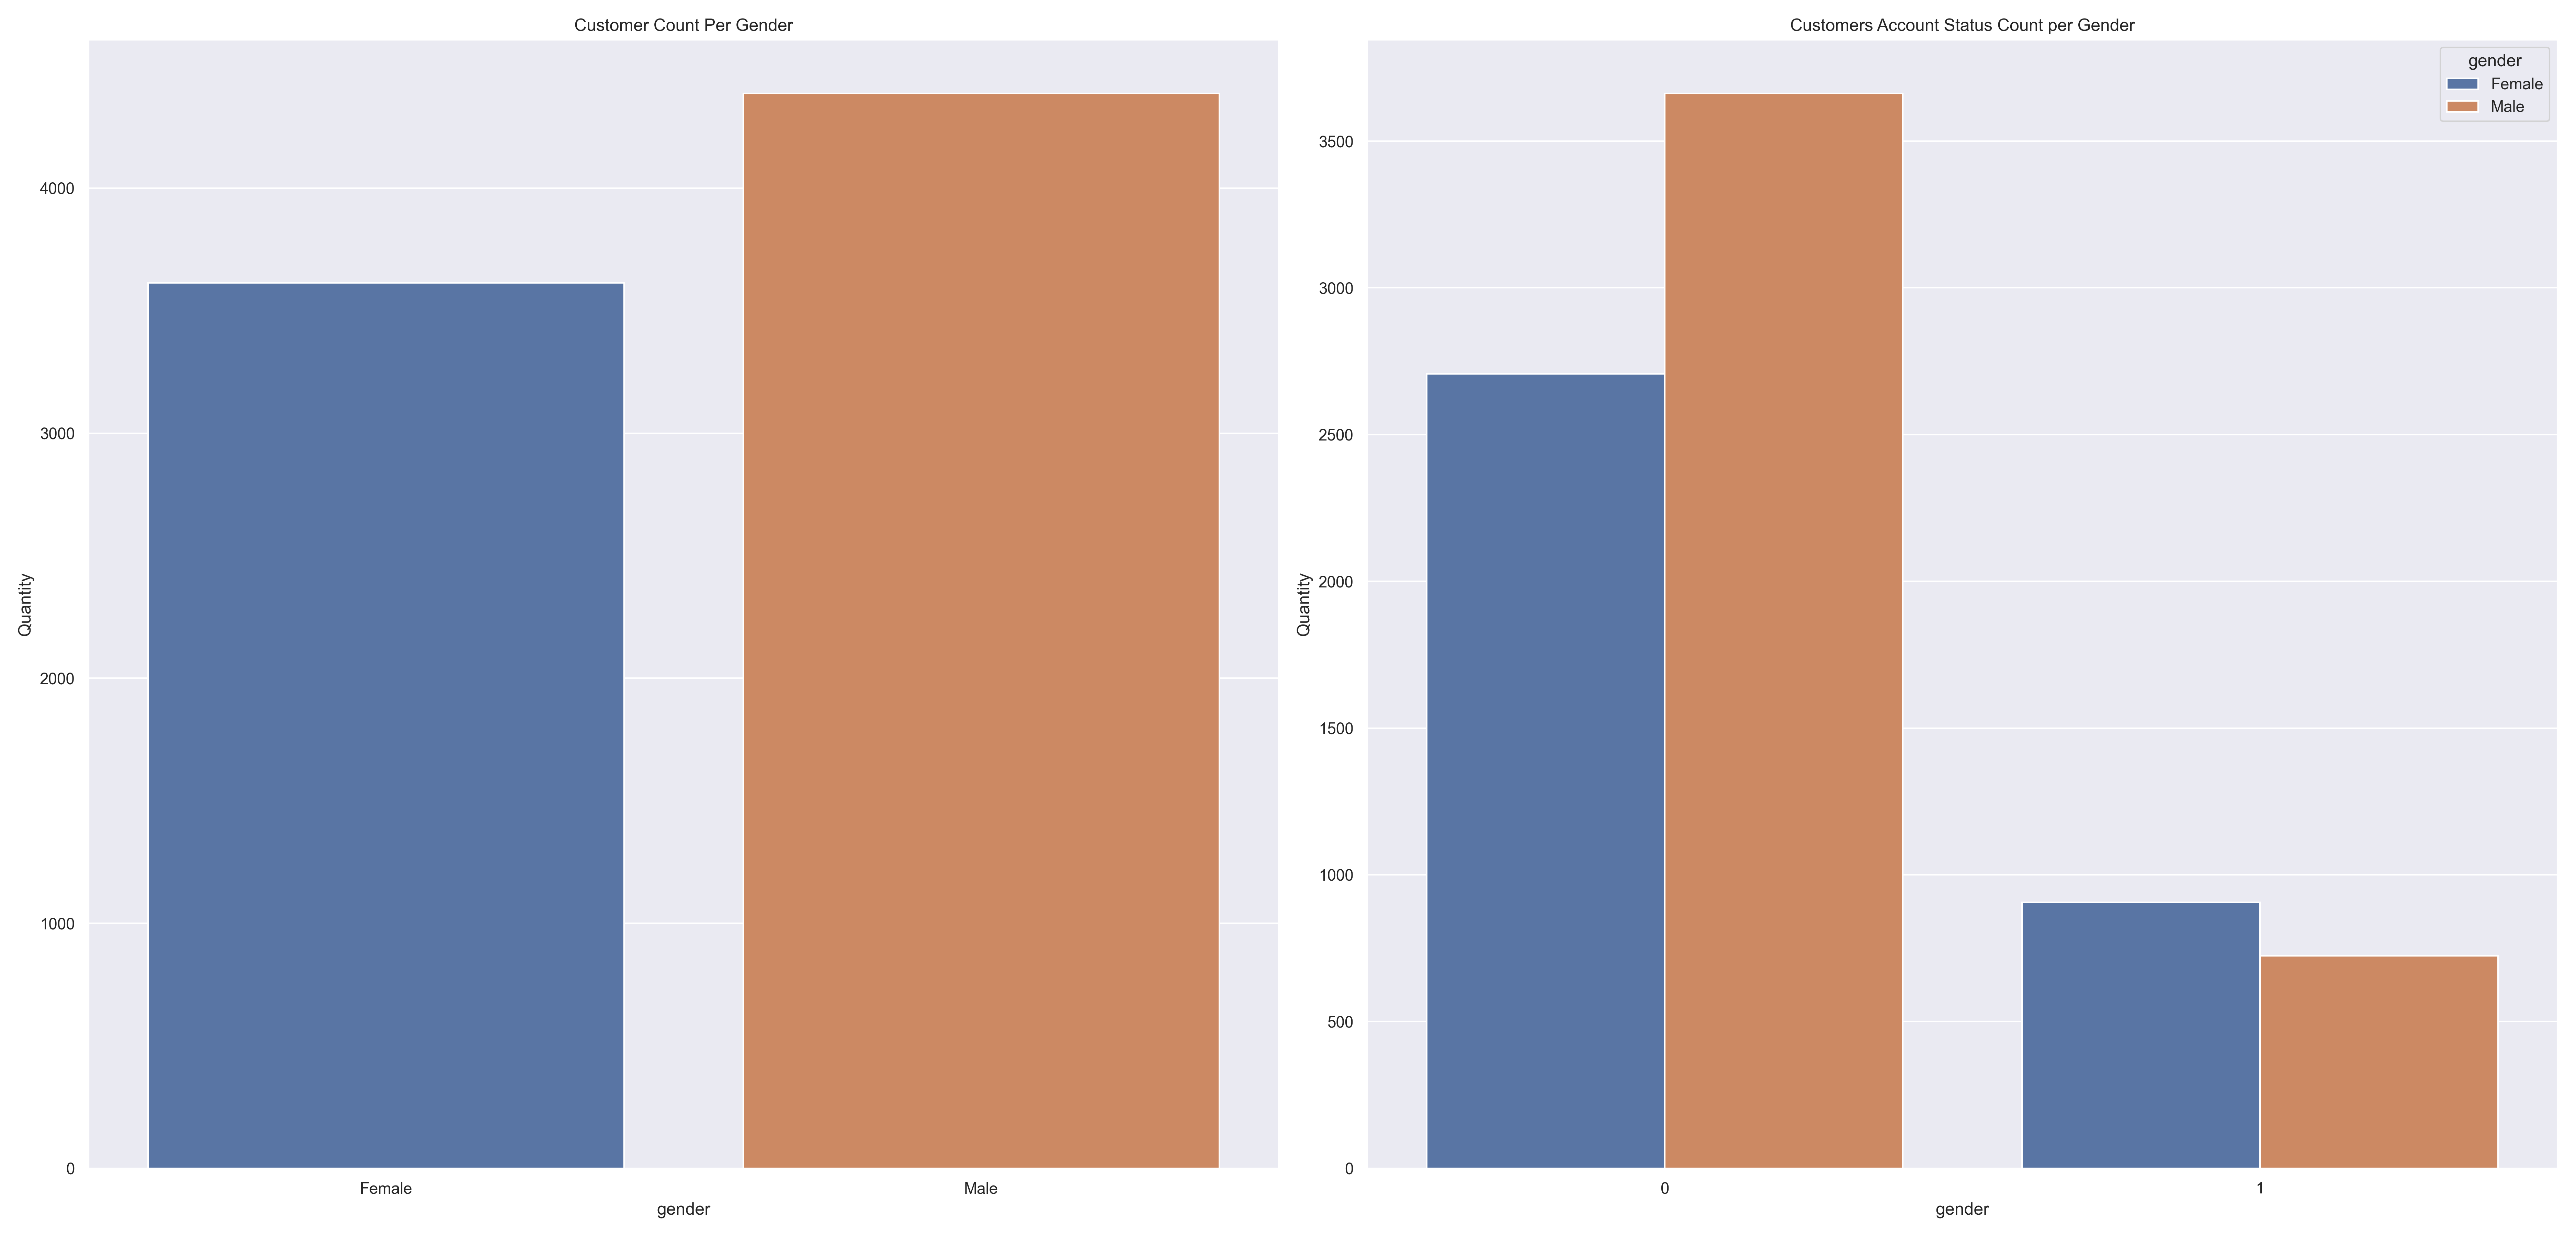 Customer Count Per Gender
4000
3000
2000
1000
0
Quantity
Female
Male
gender
Customers Account Status Count per Gender
gender
Female
Male
3500
3000
2500
2000
1500
1000
500
0
Quantity
0
1
gender